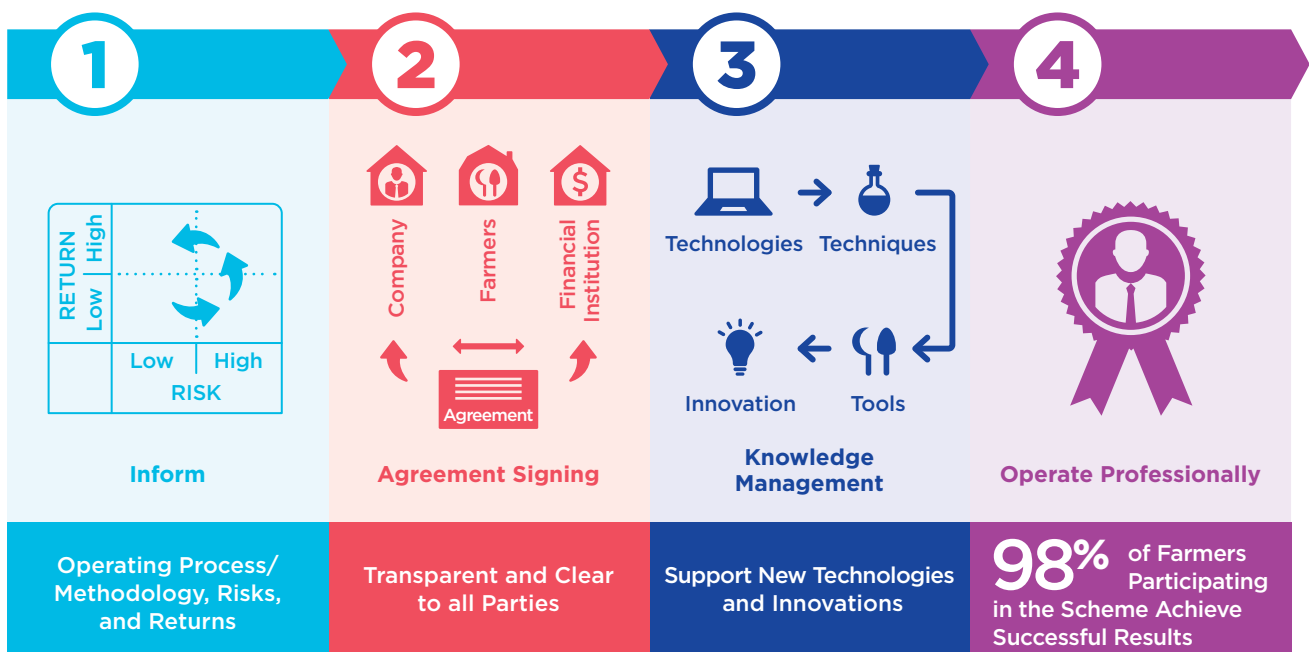 1
RETURN
Low High
Low High
RISK
Inform
Operating Process/
Methodology, Risks,
and Returns
2
Company
Farmers
Financial
Institution
Agreement
Agreement Signing
Transparent and Clear
to all Parties
3
Technologies Techniques
Innovation Tools
Knowledge
Management
Support New Technologies
and Innovations
4
Operate Professionally
98% of Farmers
Participating
in the Scheme Achieve
Successful Results